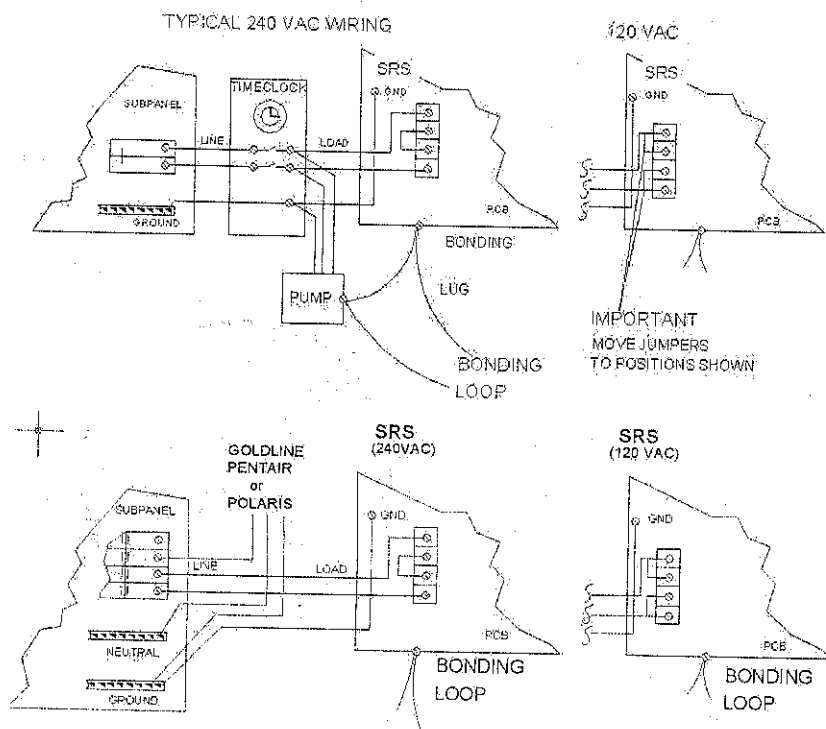 TYPICAL 240 VAC WIRING
120 VAC
SRS
GND
SUBPANEL
TIMECLOCK
LINE
LOAD
GROUND
PCB
BONDING
LUG
PUMP
BONDING
LOOP
SRS
GND
PCB
IMPORTANT
MOVE JUMPERS
TO POSITIONS SHOWN
GOLDLINE
PENTAIR
or
POLARIS
SRS
(240VAC)
SUBPANEL
GND
LINE
LOAD
NEUTRAL
GROUND
PCB
BONDING
LOOP
SRS
(120 VAC)
GND
PCB
BONDING
LOOP